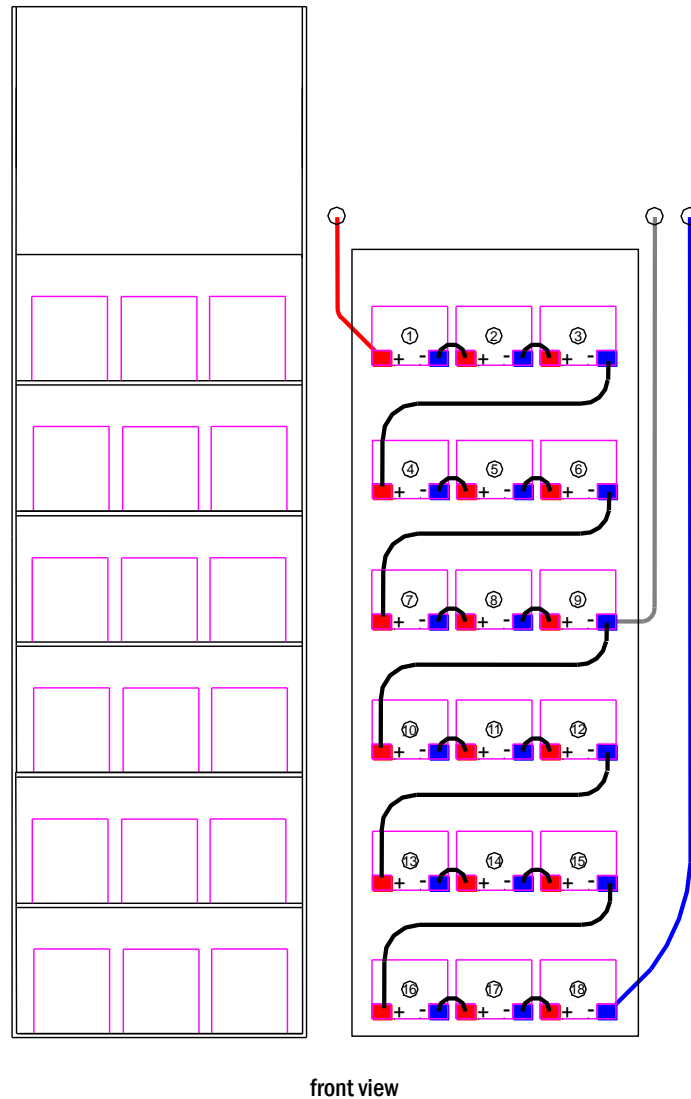 1 2 3
+ - + - + -
4 5 6
+ - + - + -
7 8 9
+ - + - + -
10 11 12
+ - + - + -
13 14 15
+ - + - + -
16 17 18
+ - + - + -
front view